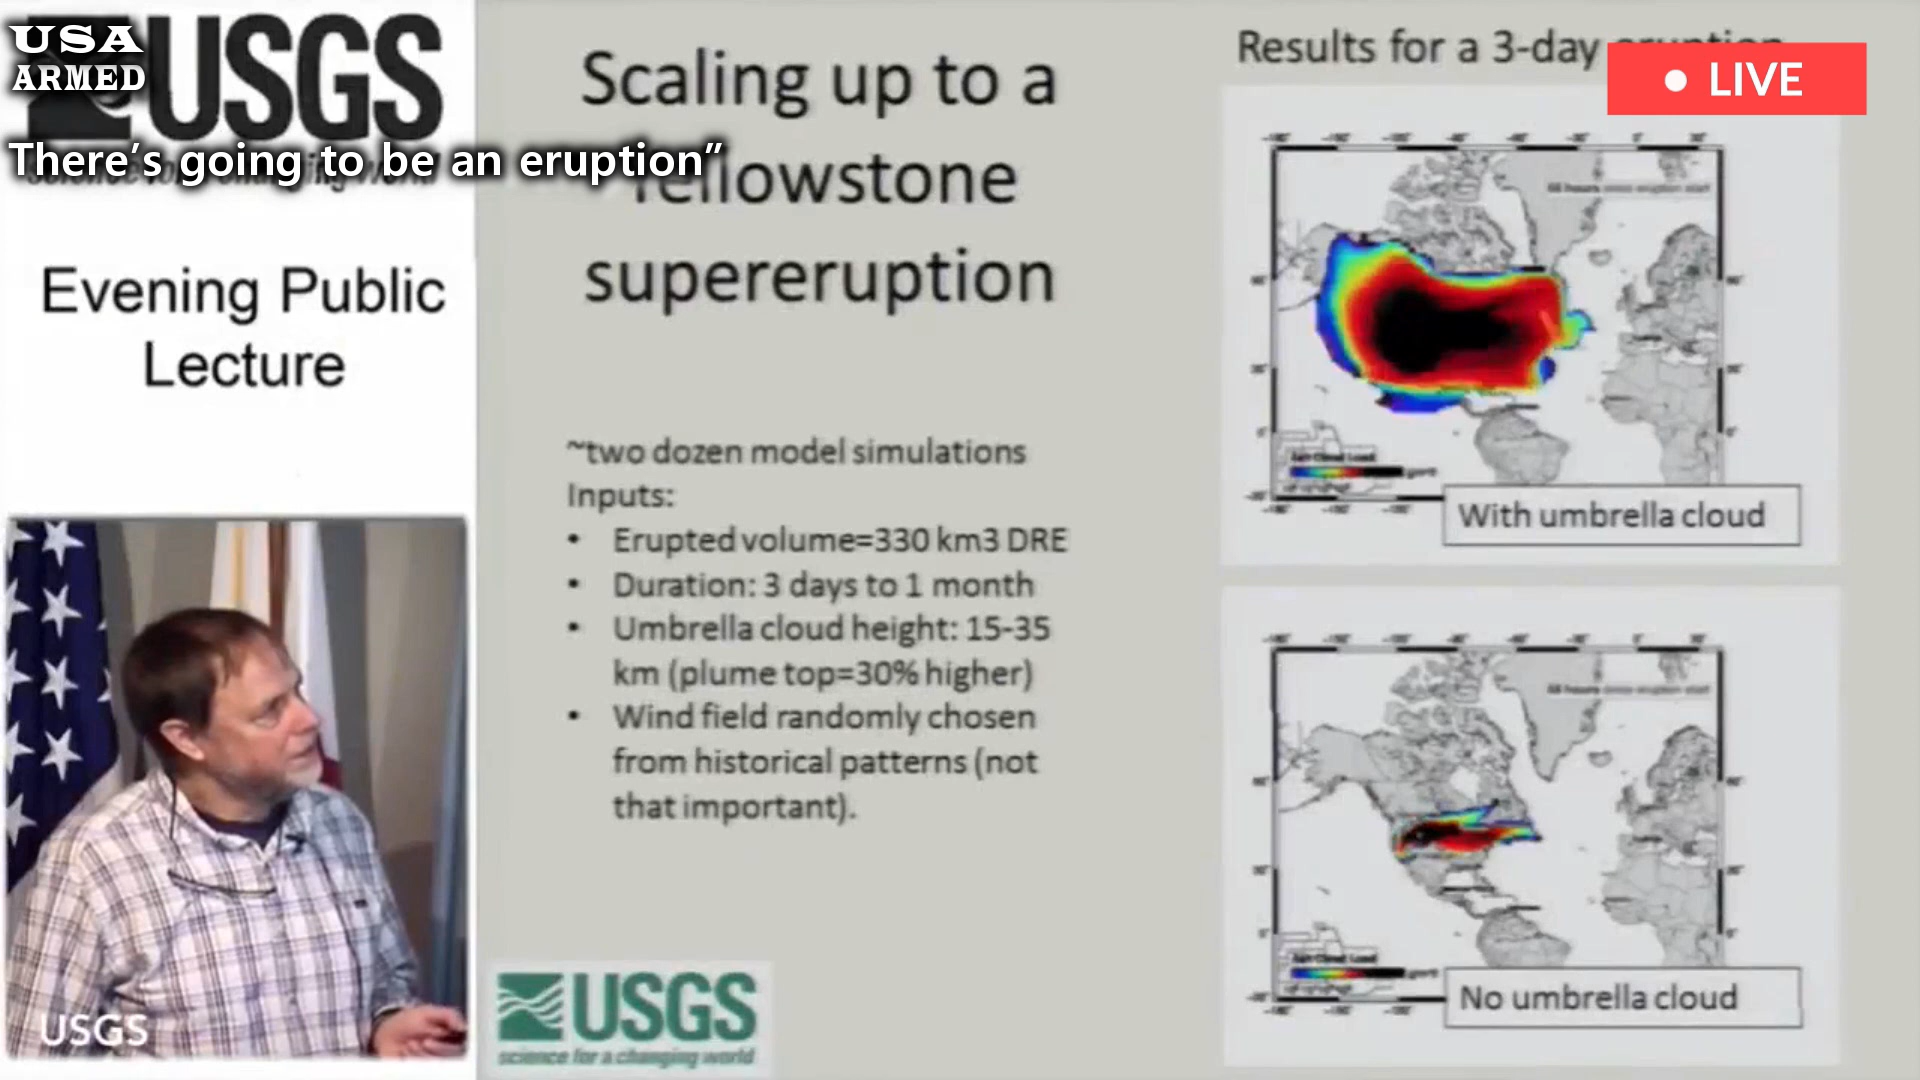 USA
ARMED
USGS
There's going to be an eruption”
Evening Public
Lecture
USGS
Scaling up to a
Yellowstone
supereruption
~two dozen model simulations
Inputs:
• Erupted volume=330 km3 DRE
• Duration: 3 days to 1 month
• Umbrella cloud height: 15-35
km (plume top=30% higher)
• Wind field randomly chosen
from historical patterns (not
that important).
USGS
science for a changing world
Results for a 3-day eruption
LIVE
With umbrella cloud
No umbrella cloud